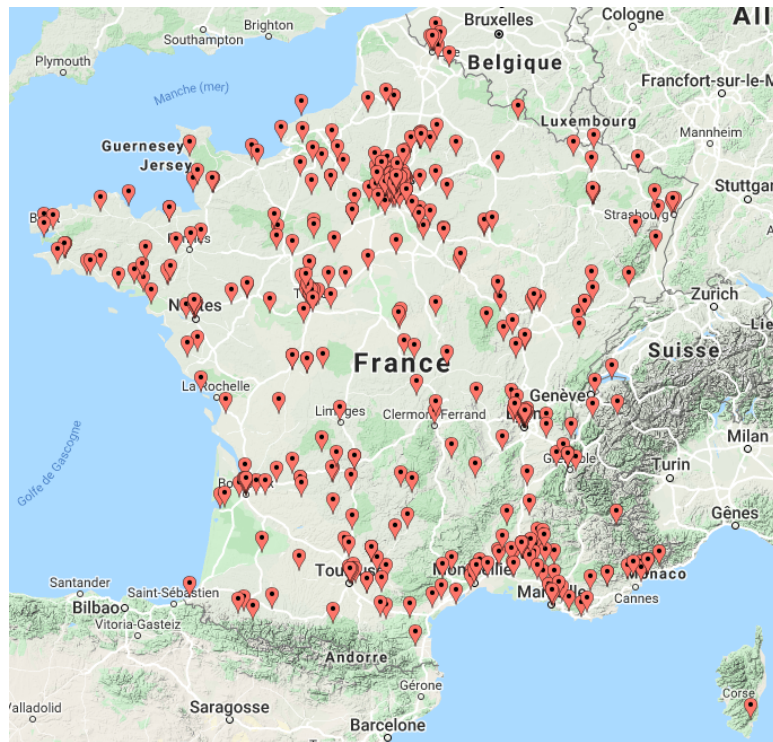 Bruxelles
Cologne
All
Brighton
Southampton
Plymouth
Belgique
Francfort-sur-le-M
Manche (mer)
Luxembourg
Mannheim
Guernesey
Jersey
Stuttga
Strasbourg
Zurich
Lie
Suisse
France
La Rochelle
Genève
Limoges
Clermont-Ferrand
Milan
Golfe de Gascogne
Turin
Gênes
Monaco
Cannes
Santander
Saint-Sébastien
Bilbao
Vitoria-Gasteiz
Andorre
Gérone
Corse
Valladolid
Saragosse
Barcelone